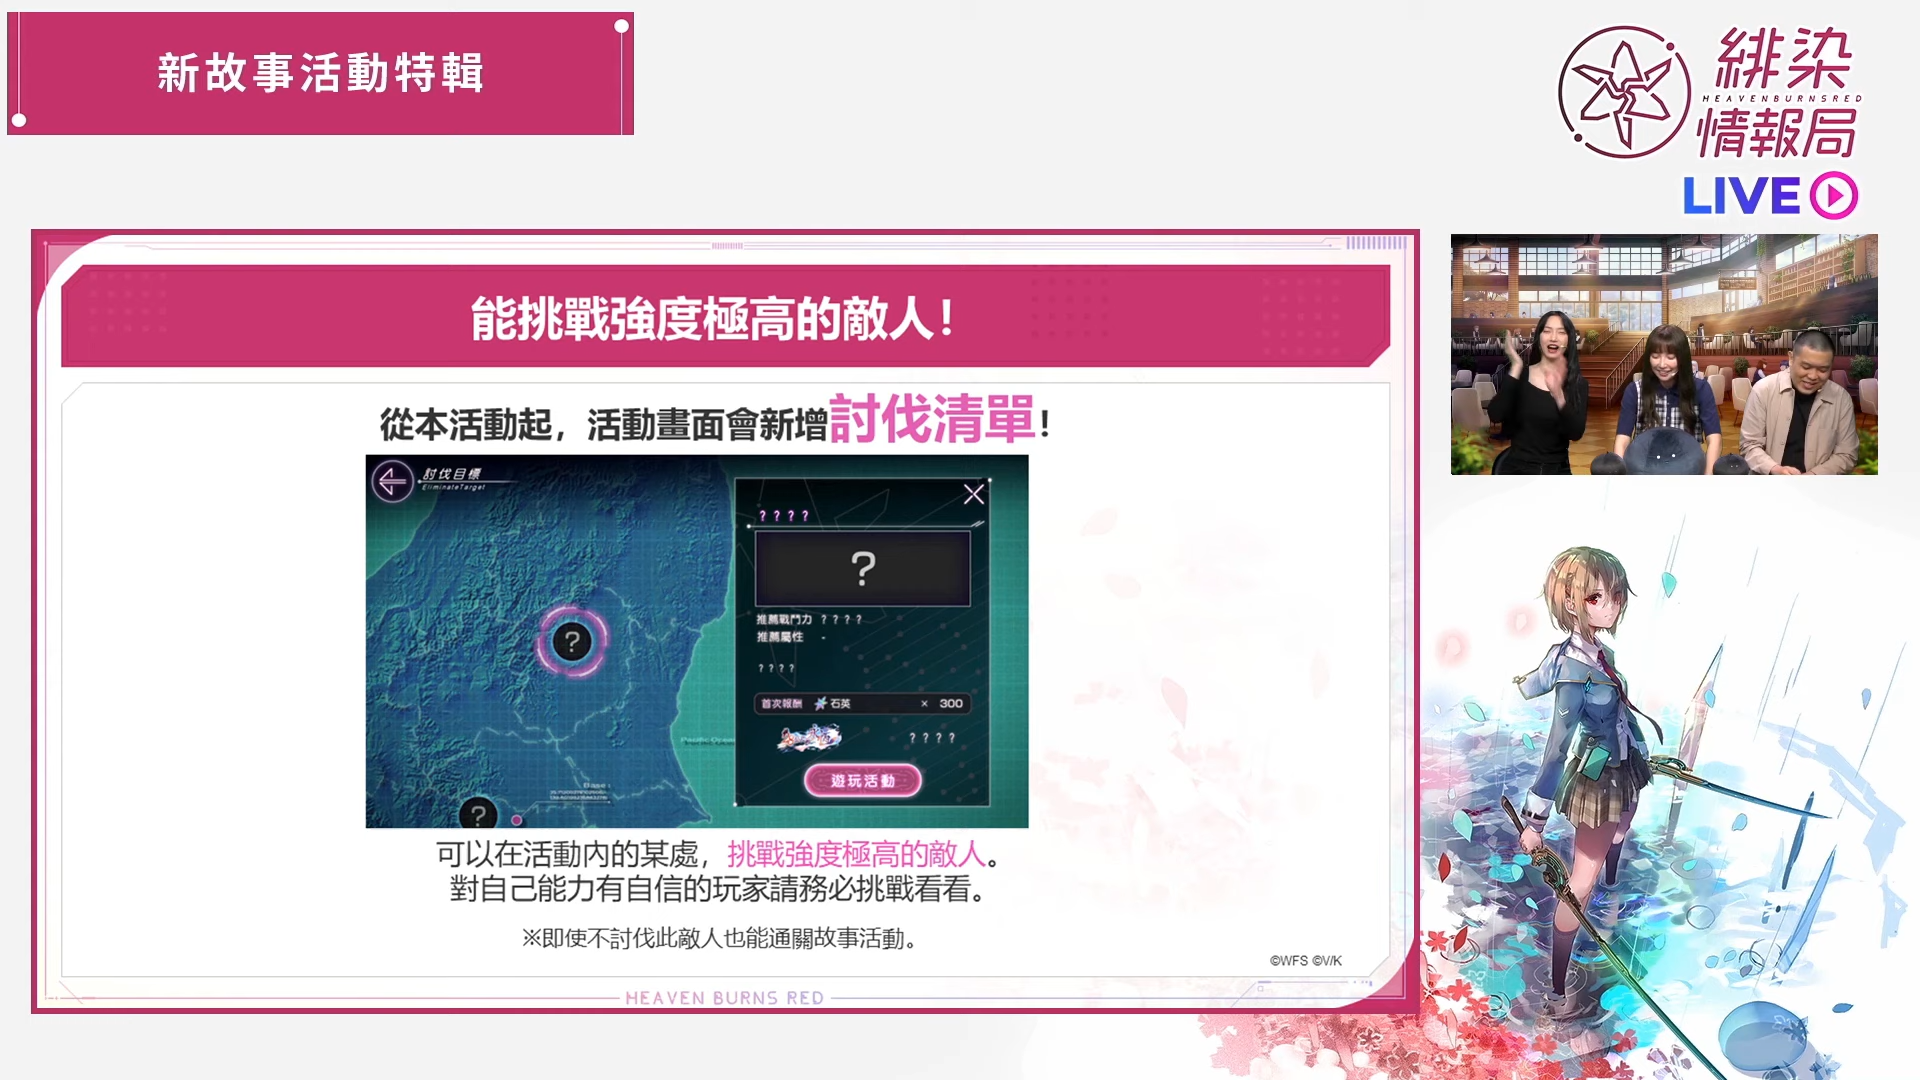 新故事活動特輯
緋染
HEAVENBURNSRED
情報局
LIVE
能挑戰強度極高的敵人！
從本活動起，活動畫面會新增討伐清單！
討伐目標
EliminateTarget
？？？？
?
推薦戰鬥力 ？？？？
推薦屬性 -
？？？？
首次報酬 石英 × 300
？？？？
遊玩活動
?
Pacific Ocean
Base
?
可以在活動內的某處，挑戰強度極高的敵人。
對自己能力有自信的玩家請務必挑戰看看。
※即使不討伐此敵人也能通關故事活動。
©WFS ©V/K
HEAVEN BURNS RED